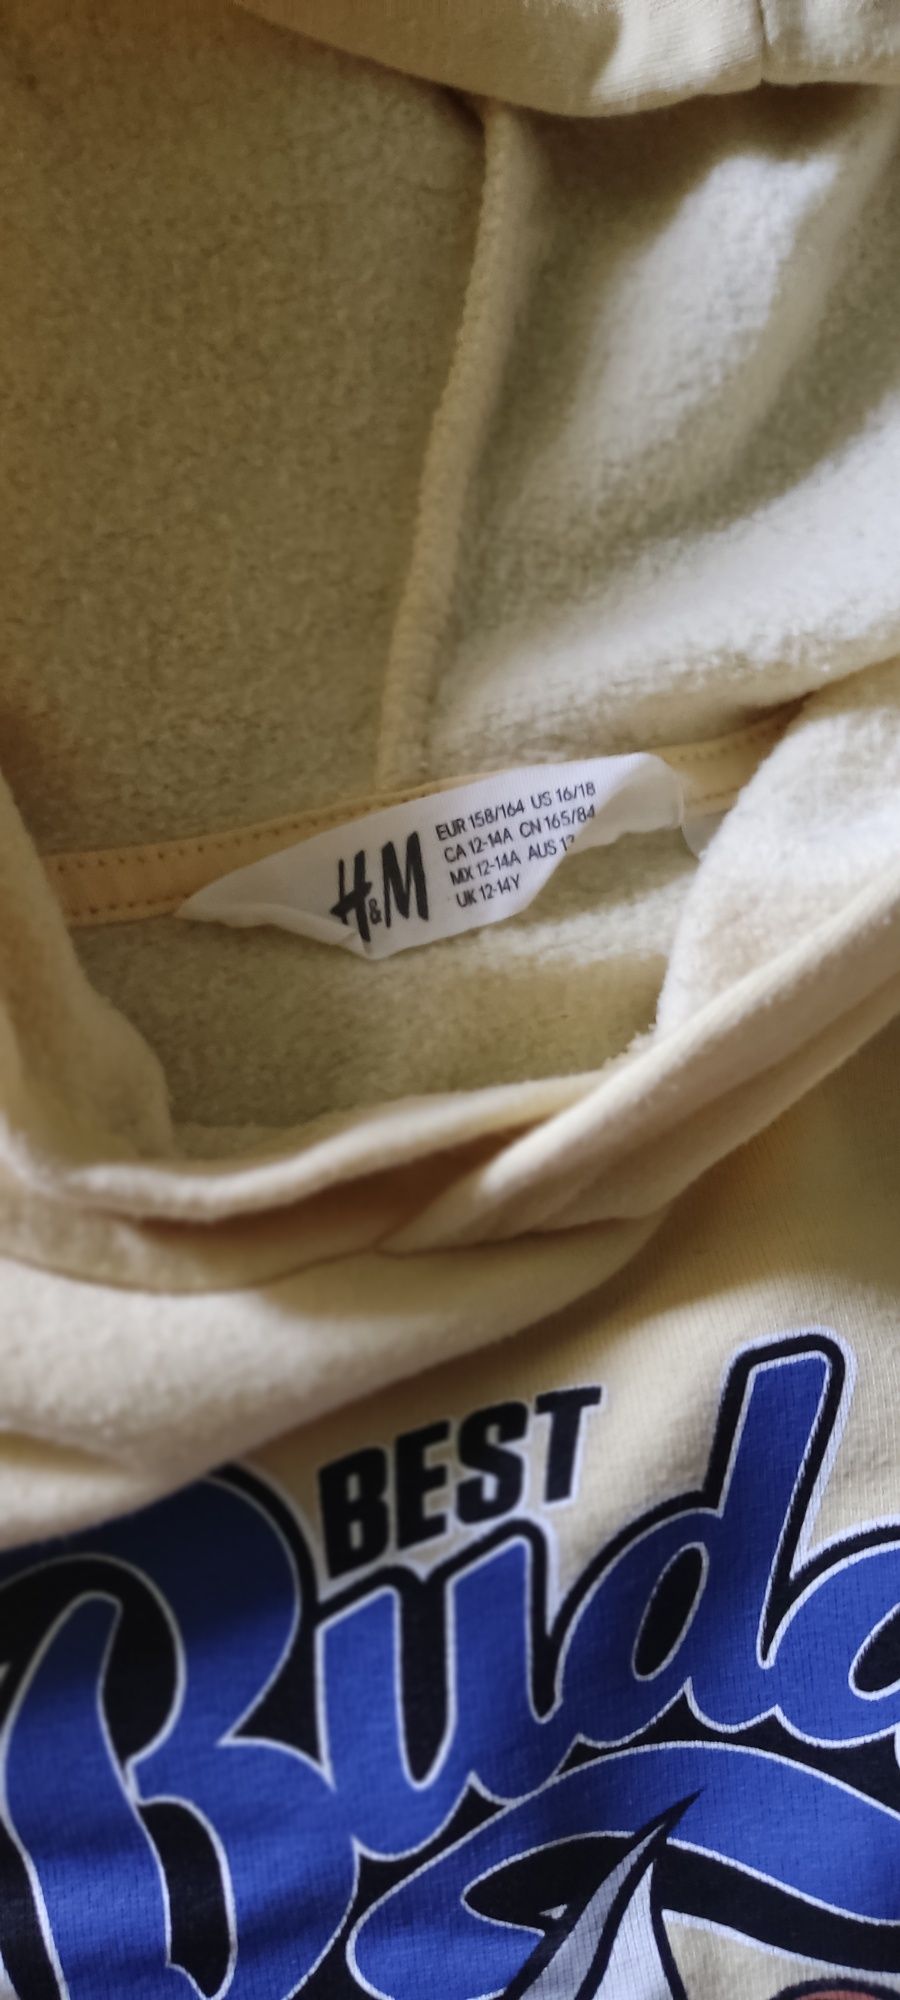 H&M
EUR 158/164 US 16/18
CA 12-14A CN 165/84
MX 12-14A AUS
UK 12-14Y
BEST